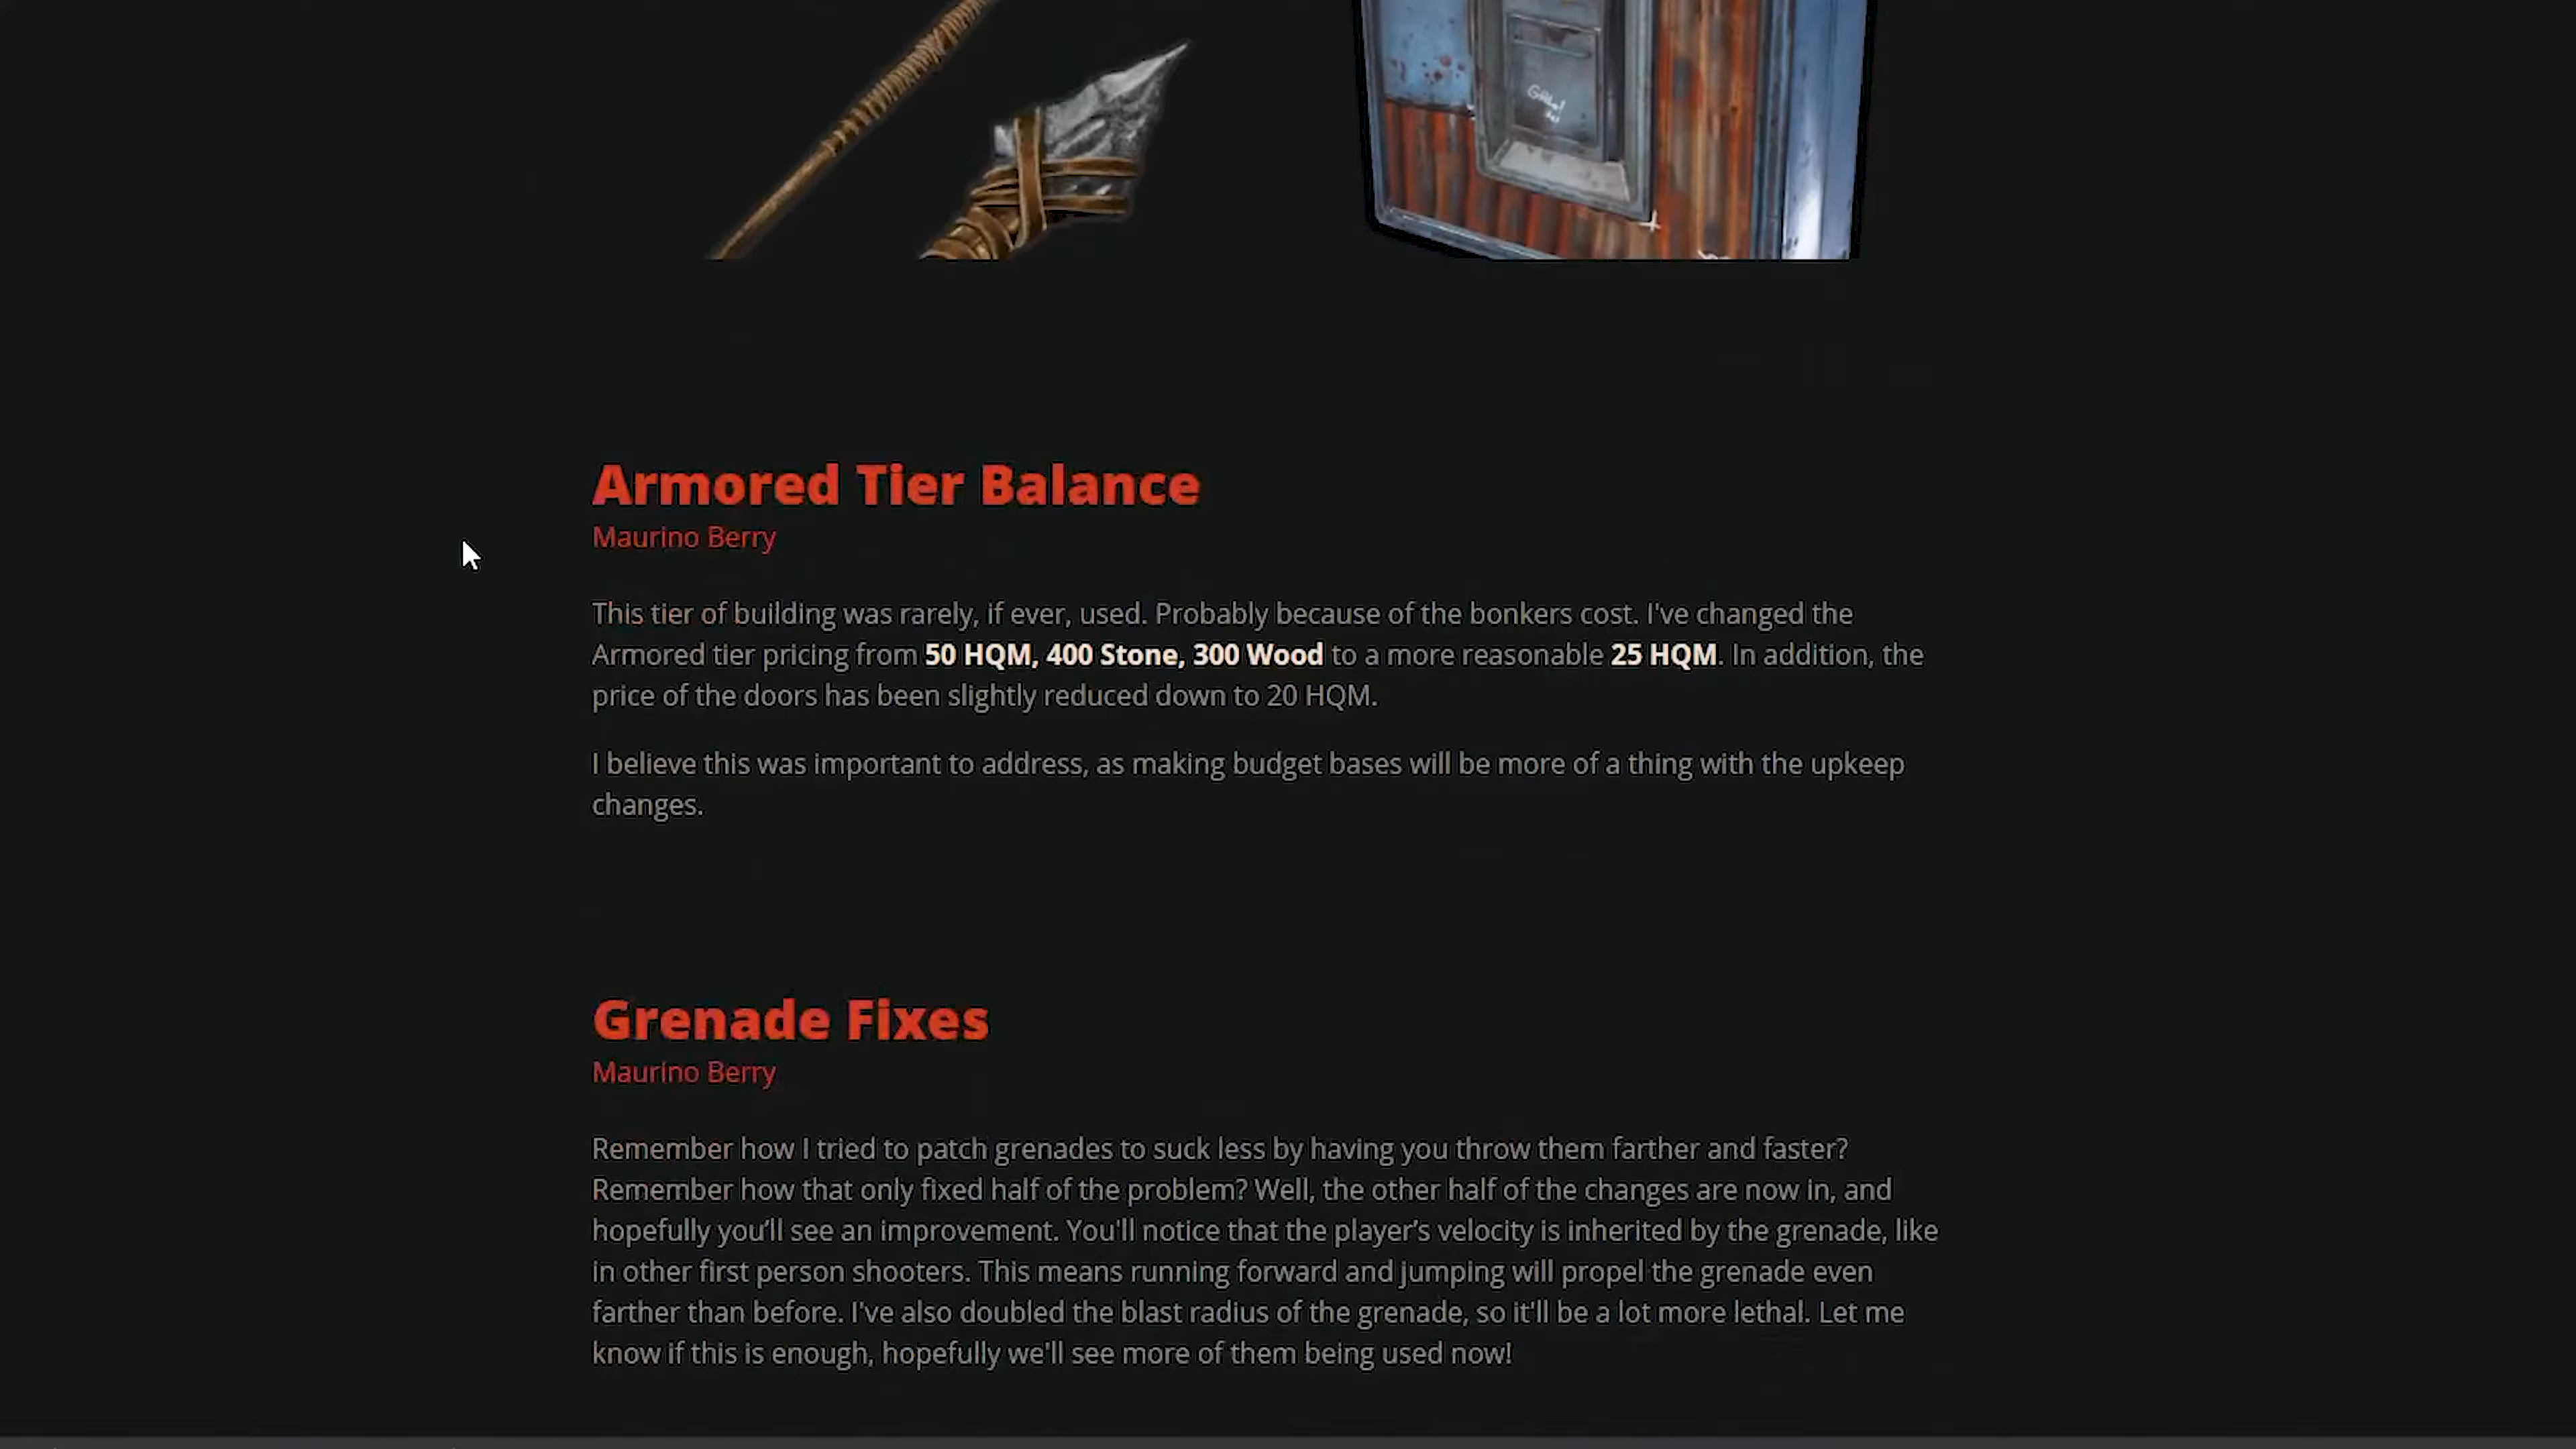 Armored Tier Balance
Maurino Berry
This tier of building was rarely, if ever, used. Probably because of the bonkers cost. I've changed the
Armored tier pricing from 50 HQM, 400 Stone, 300 Wood to a more reasonable 25 HQM. In addition, the
price of the doors has been slightly reduced down to 20 HQM.
I believe this was important to address, as making budget bases will be more of a thing with the upkeep
changes.
Grenade Fixes
Maurino Berry
Remember how I tried to patch grenades to suck less by having you throw them farther and faster?
Remember how that only fixed half of the problem? Well, the other half of the changes are now in, and
hopefully you’ll see an improvement. You'll notice that the player’s velocity is inherited by the grenade, like
in other first person shooters. This means running forward and jumping will propel the grenade even
farther than before. I've also doubled the blast radius of the grenade, so it'll be a lot more lethal. Let me
know if this is enough, hopefully we'll see more of them being used now!